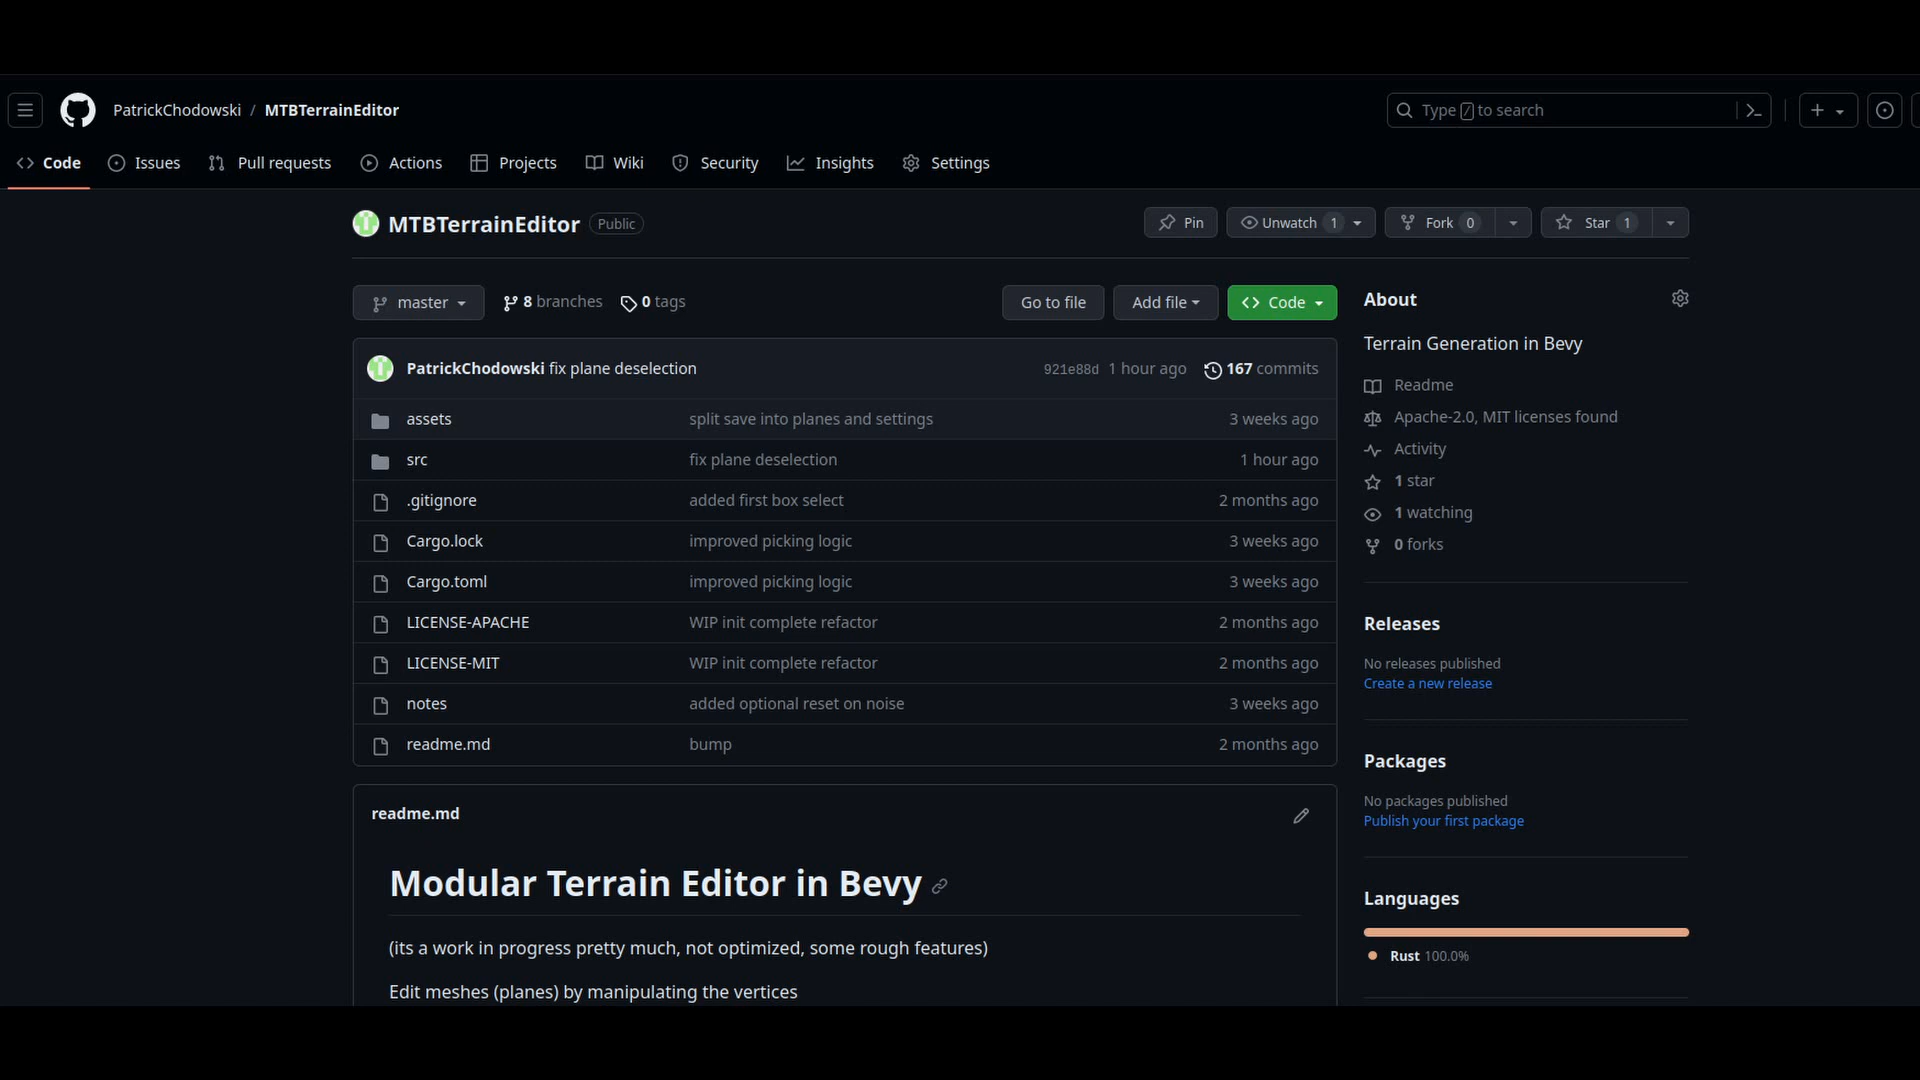 PatrickChodowski / MTBTerrainEditor
Type / to search
Code Issues Pull requests Actions Projects Wiki Security Insights Settings
MTBTerrainEditor Public
Pin Unwatch 1 Fork 0 Star 1
master 8 branches 0 tags Go to file Add file Code
PatrickChodowski fix plane deselection 921e88d 1 hour ago 167 commits
assets split save into planes and settings 3 weeks ago
src fix plane deselection 1 hour ago
.gitignore added first box select 2 months ago
Cargo.lock improved picking logic 3 weeks ago
Cargo.toml improved picking logic 3 weeks ago
LICENSE-APACHE WIP init complete refactor 2 months ago
LICENSE-MIT WIP init complete refactor 2 months ago
notes added optional reset on noise 3 weeks ago
readme.md bump 2 months ago
readme.md
Modular Terrain Editor in Bevy
(its a work in progress pretty much, not optimized, some rough features)
Edit meshes (planes) by manipulating the vertices
About
Terrain Generation in Bevy
Readme
Apache-2.0, MIT licenses found
Activity
1 star
1 watching
0 forks
Releases
No releases published
Create a new release
Packages
No packages published
Publish your first package
Languages
Rust 100.0%